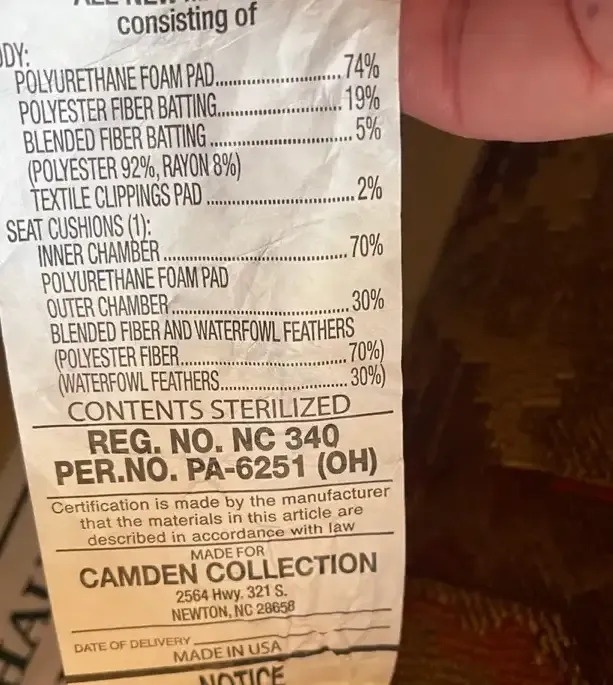 consisting of
POLYURETHANE FOAM PAD..........................74%
POLYESTER FIBER BATTING..........................19%
BLENDED FIBER BATTING..........................5%
(POLYESTER 92%, RAYON 8%)
TEXTILE CLIPPINGS PAD..........................2%
SEAT CUSHIONS (1):
INNER CHAMBER..........................70%
POLYURETHANE FOAM PAD
OUTER CHAMBER..........................30%
BLENDED FIBER AND WATERFOWL FEATHERS
(POLYESTER FIBER..........................70%)
(WATERFOWL FEATHERS..........................30%)
CONTENTS STERILIZED
REG. NO. NC 340
PER.NO. PA-6251 (OH)
Certification is made by the manufacturer
that the materials in this article are
described in accordance with law
MADE FOR
CAMDEN COLLECTION
2564 Hwy. 321 S.
NEWTON, NC 28658
DATE OF DELIVERY
MADE IN USA
NOTICE